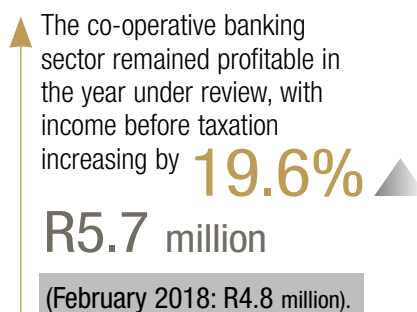 The co-operative banking
sector remained profitable in
the year under review, with
income before taxation
increasing by 19.6%
R5.7 million
(February 2018: R4.8 million).